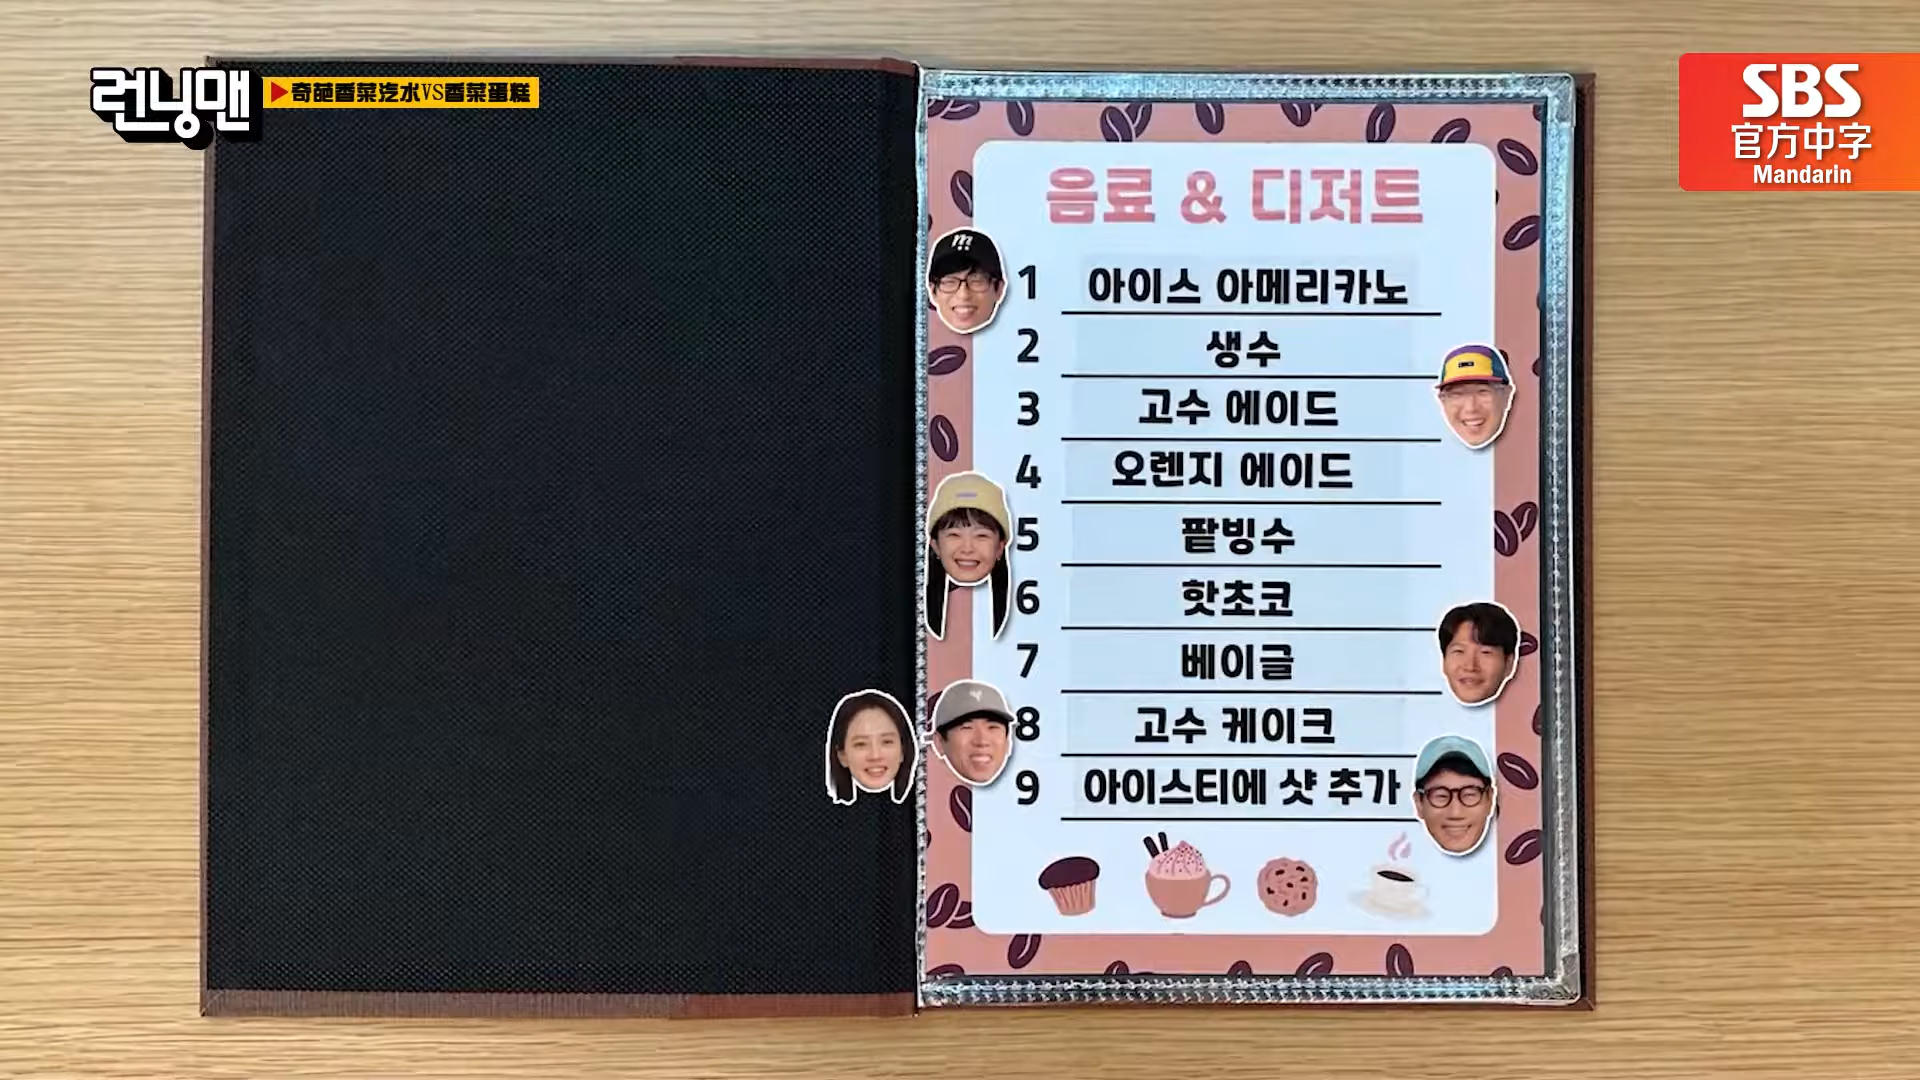 런닝맨
▶奇葩香菜汽水VS香菜蛋糕
SBS
官方中字
Mandarin
음료 & 디저트
1 아이스 아메리카노
2 생수
3 고수 에이드
4 오렌지 에이드
5 팥빙수
6 핫초코
7 베이글
8 고수 케이크
9 아이스티에 샷 추가